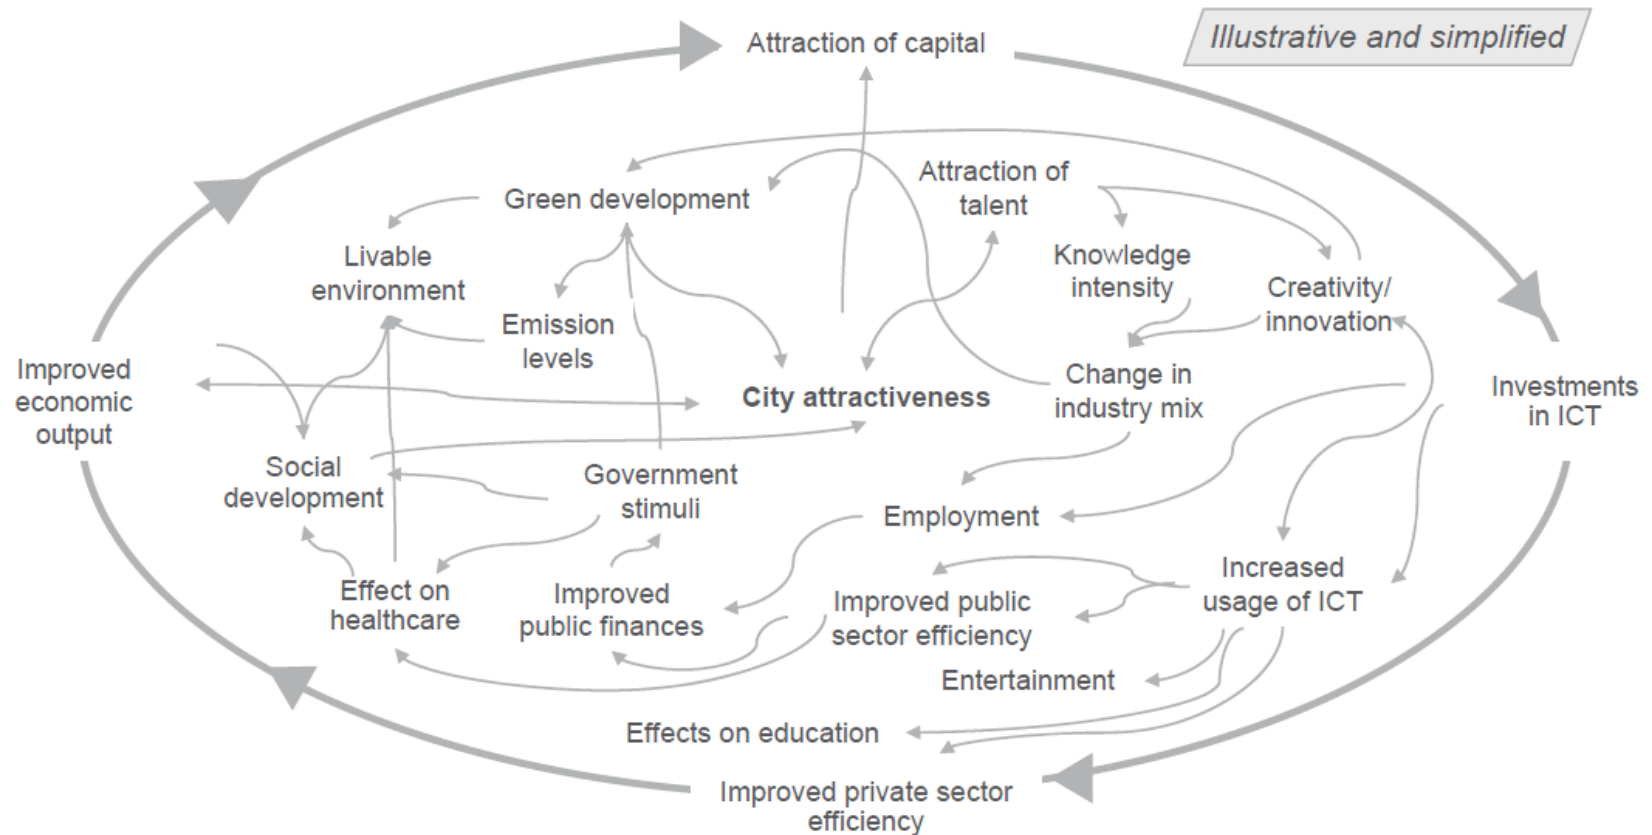 Attraction of capital
Illustrative and simplified
Attraction of
talent
Green development
Knowledge
intensity
Livable
environment
Creativity/
innovation
Emission
levels
Improved
economic
output
City attractiveness
Change in
industry mix
Investments
in ICT
Social
development
Government
stimuli
Employment
Effect on
healthcare
Improved
public finances
Improved public
sector efficiency
Increased
usage of ICT
Entertainment
Effects on education
Improved private sector
efficiency